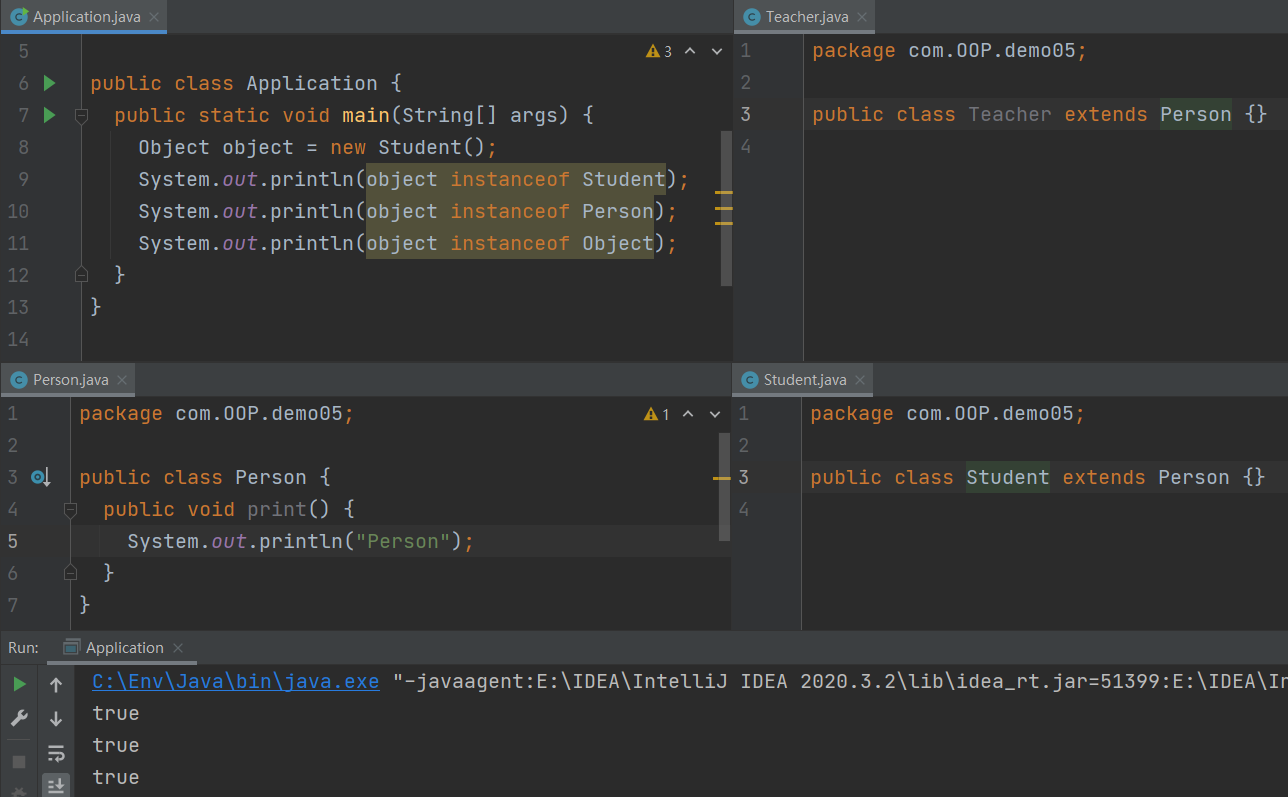 Application.java
3
5
6 public class Application {
7 public static void main(String[] args) {
8 Object object = new Student();
9 System.out.println(object instanceof Student);
10 System.out.println(object instanceof Person);
11 System.out.println(object instanceof Object);
12 }
13 }
14
Teacher.java
1 package com.OOP.demo05;
2
3 public class Teacher extends Person {}
4
Person.java
1
1 package com.OOP.demo05;
2
3 public class Person {
4 public void print() {
5 System.out.println("Person");
6 }
7 }
Student.java
1 package com.OOP.demo05;
2
3 public class Student extends Person {}
4
Run: Application
C:\Env\Java\bin\java.exe "-javaagent:E:\IDEA\IntelliJ IDEA 2020.3.2\lib\idea_rt.jar=51399:E:\IDEA\In
true
true
true